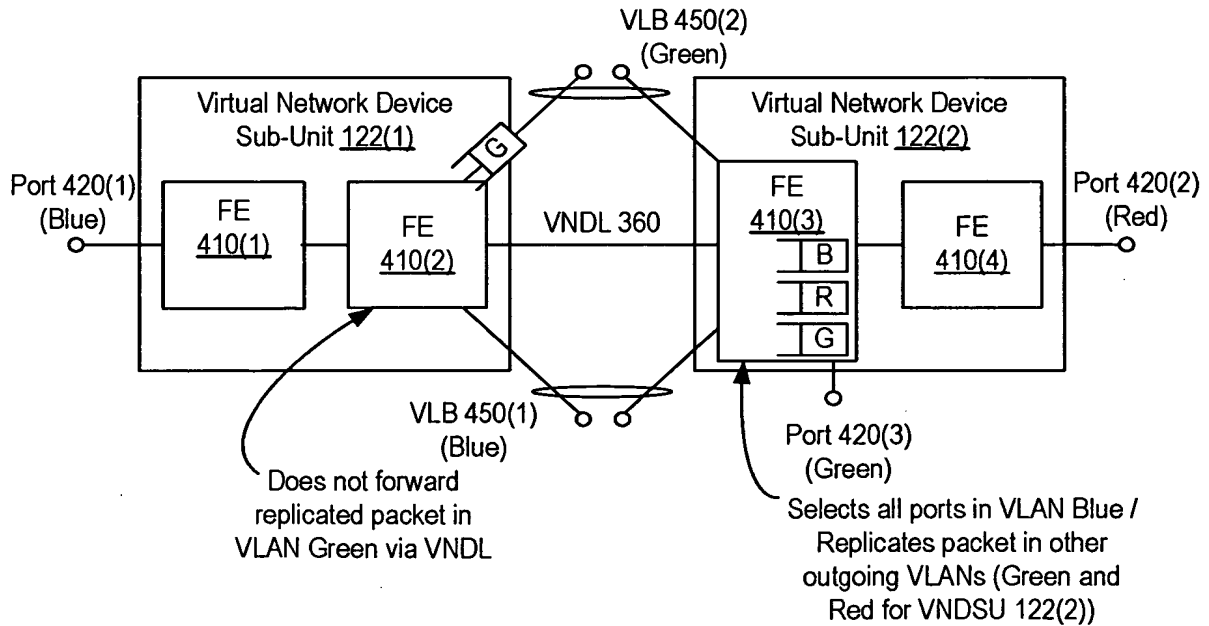 VLB 450(2)
(Green)
Virtual Network Device
Sub-Unit 122(1)
Virtual Network Device
Sub-Unit 122(2)
G
Port 420(1)
(Blue)
FE
410(1)
FE
410(2)
VNDL 360
FE
410(3)
B
R
G
FE
410(4)
Port 420(2)
(Red)
VLB 450(1)
(Blue)
Port 420(3)
(Green)
Does not forward
replicated packet in
VLAN Green via VNDL
Selects all ports in VLAN Blue /
Replicates packet in other
outgoing VLANs (Green and
Red for VNDSU 122(2))